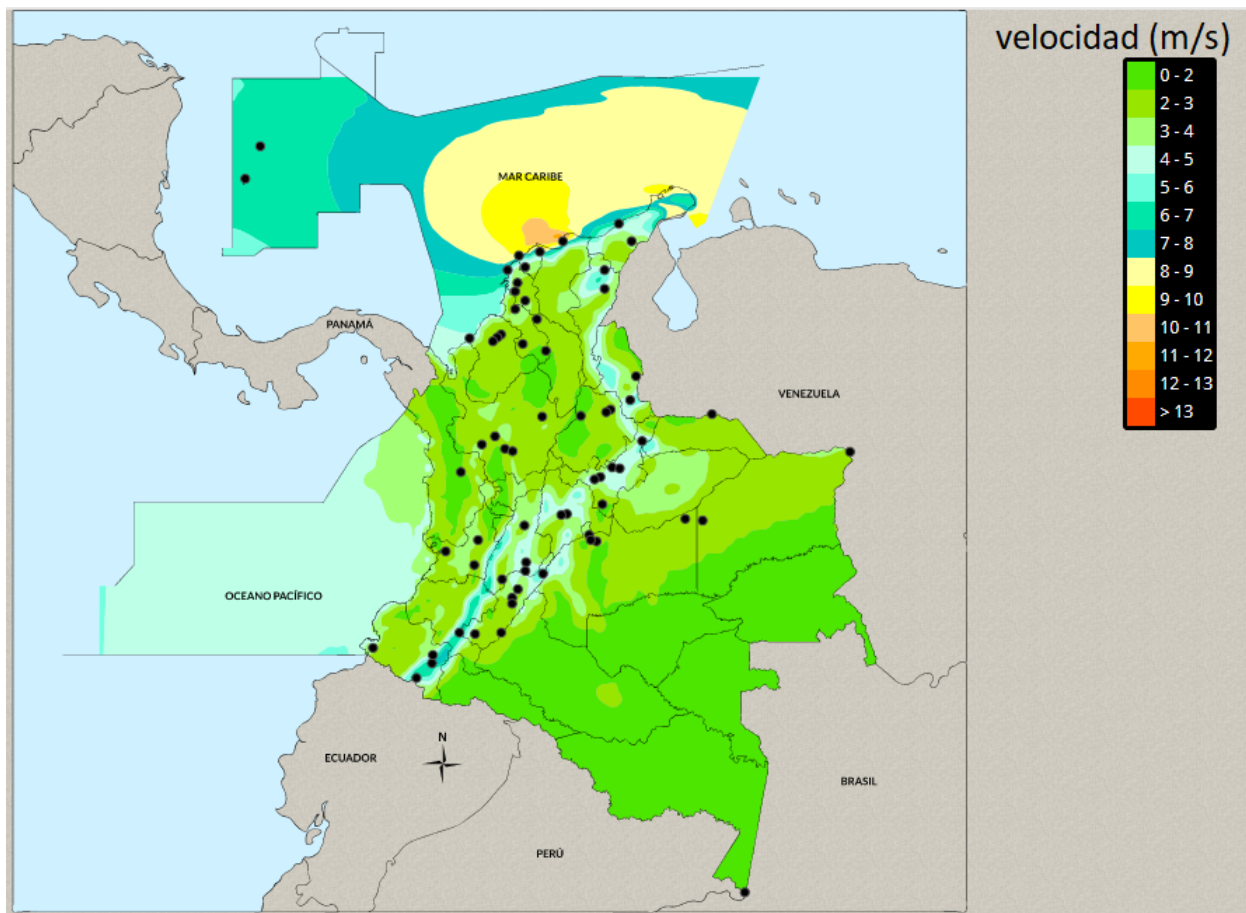 velocidad (m/s)
0 - 2
2 - 3
3 - 4
4 - 5
5 - 6
6 - 7
7 - 8
8 - 9
9 - 10
10 - 11
11 - 12
12 - 13
> 13
MAR CARIBE
PANAMÁ
VENEZUELA
OCEANO PACÍFICO
N
ECUADOR
BRASIL
PERÚ